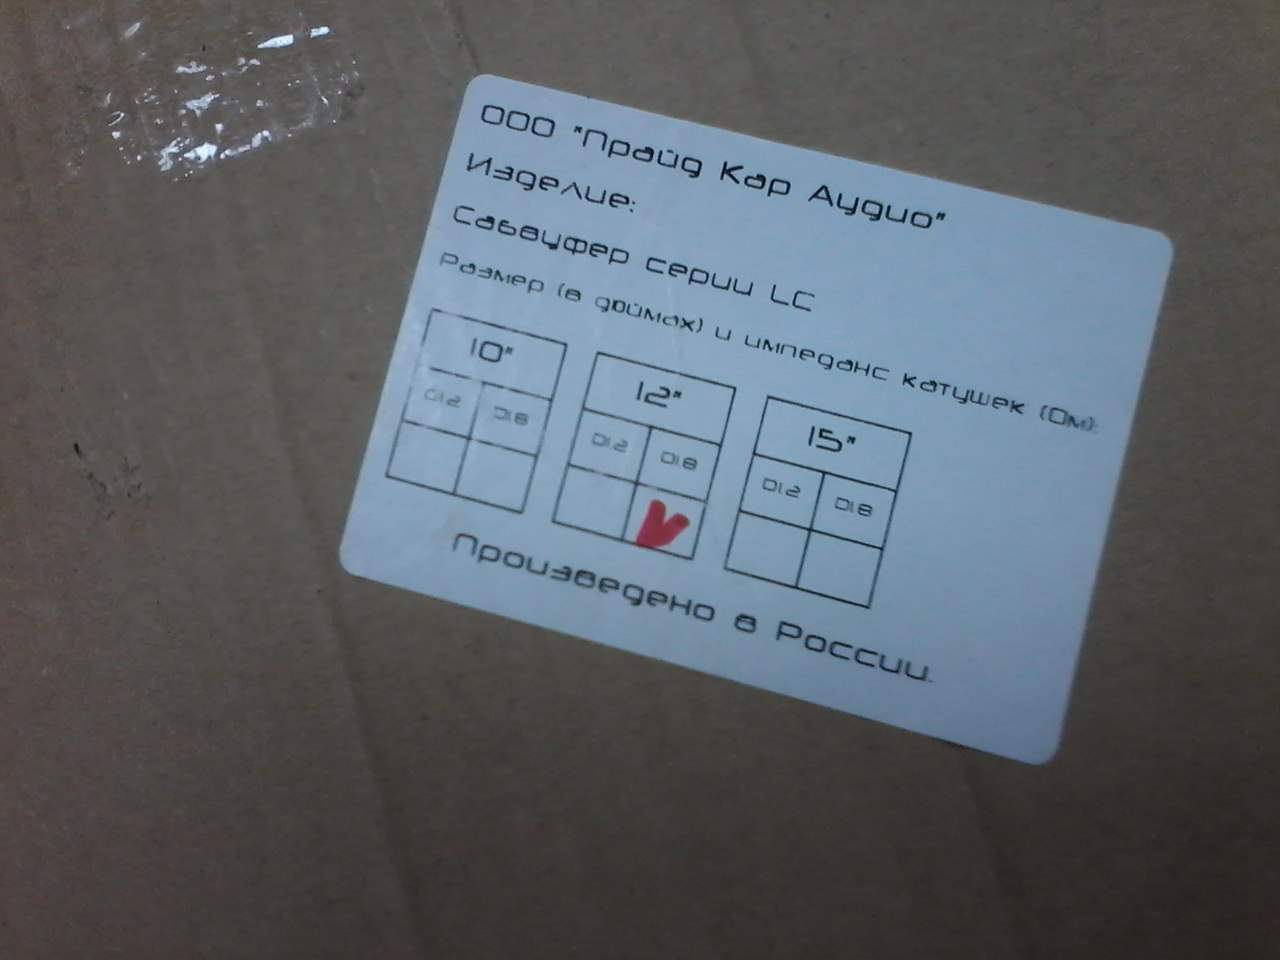 ООО "Прайд Кар Аудио"
Изделие:
Сабвуфер серии LC
Размер (в дюймах) и импеданс катушек (Ом):
10" 12" 15"
D1.2 D1.8 D1.2 D1.8 D1.2 D1.8
Произведено в России.